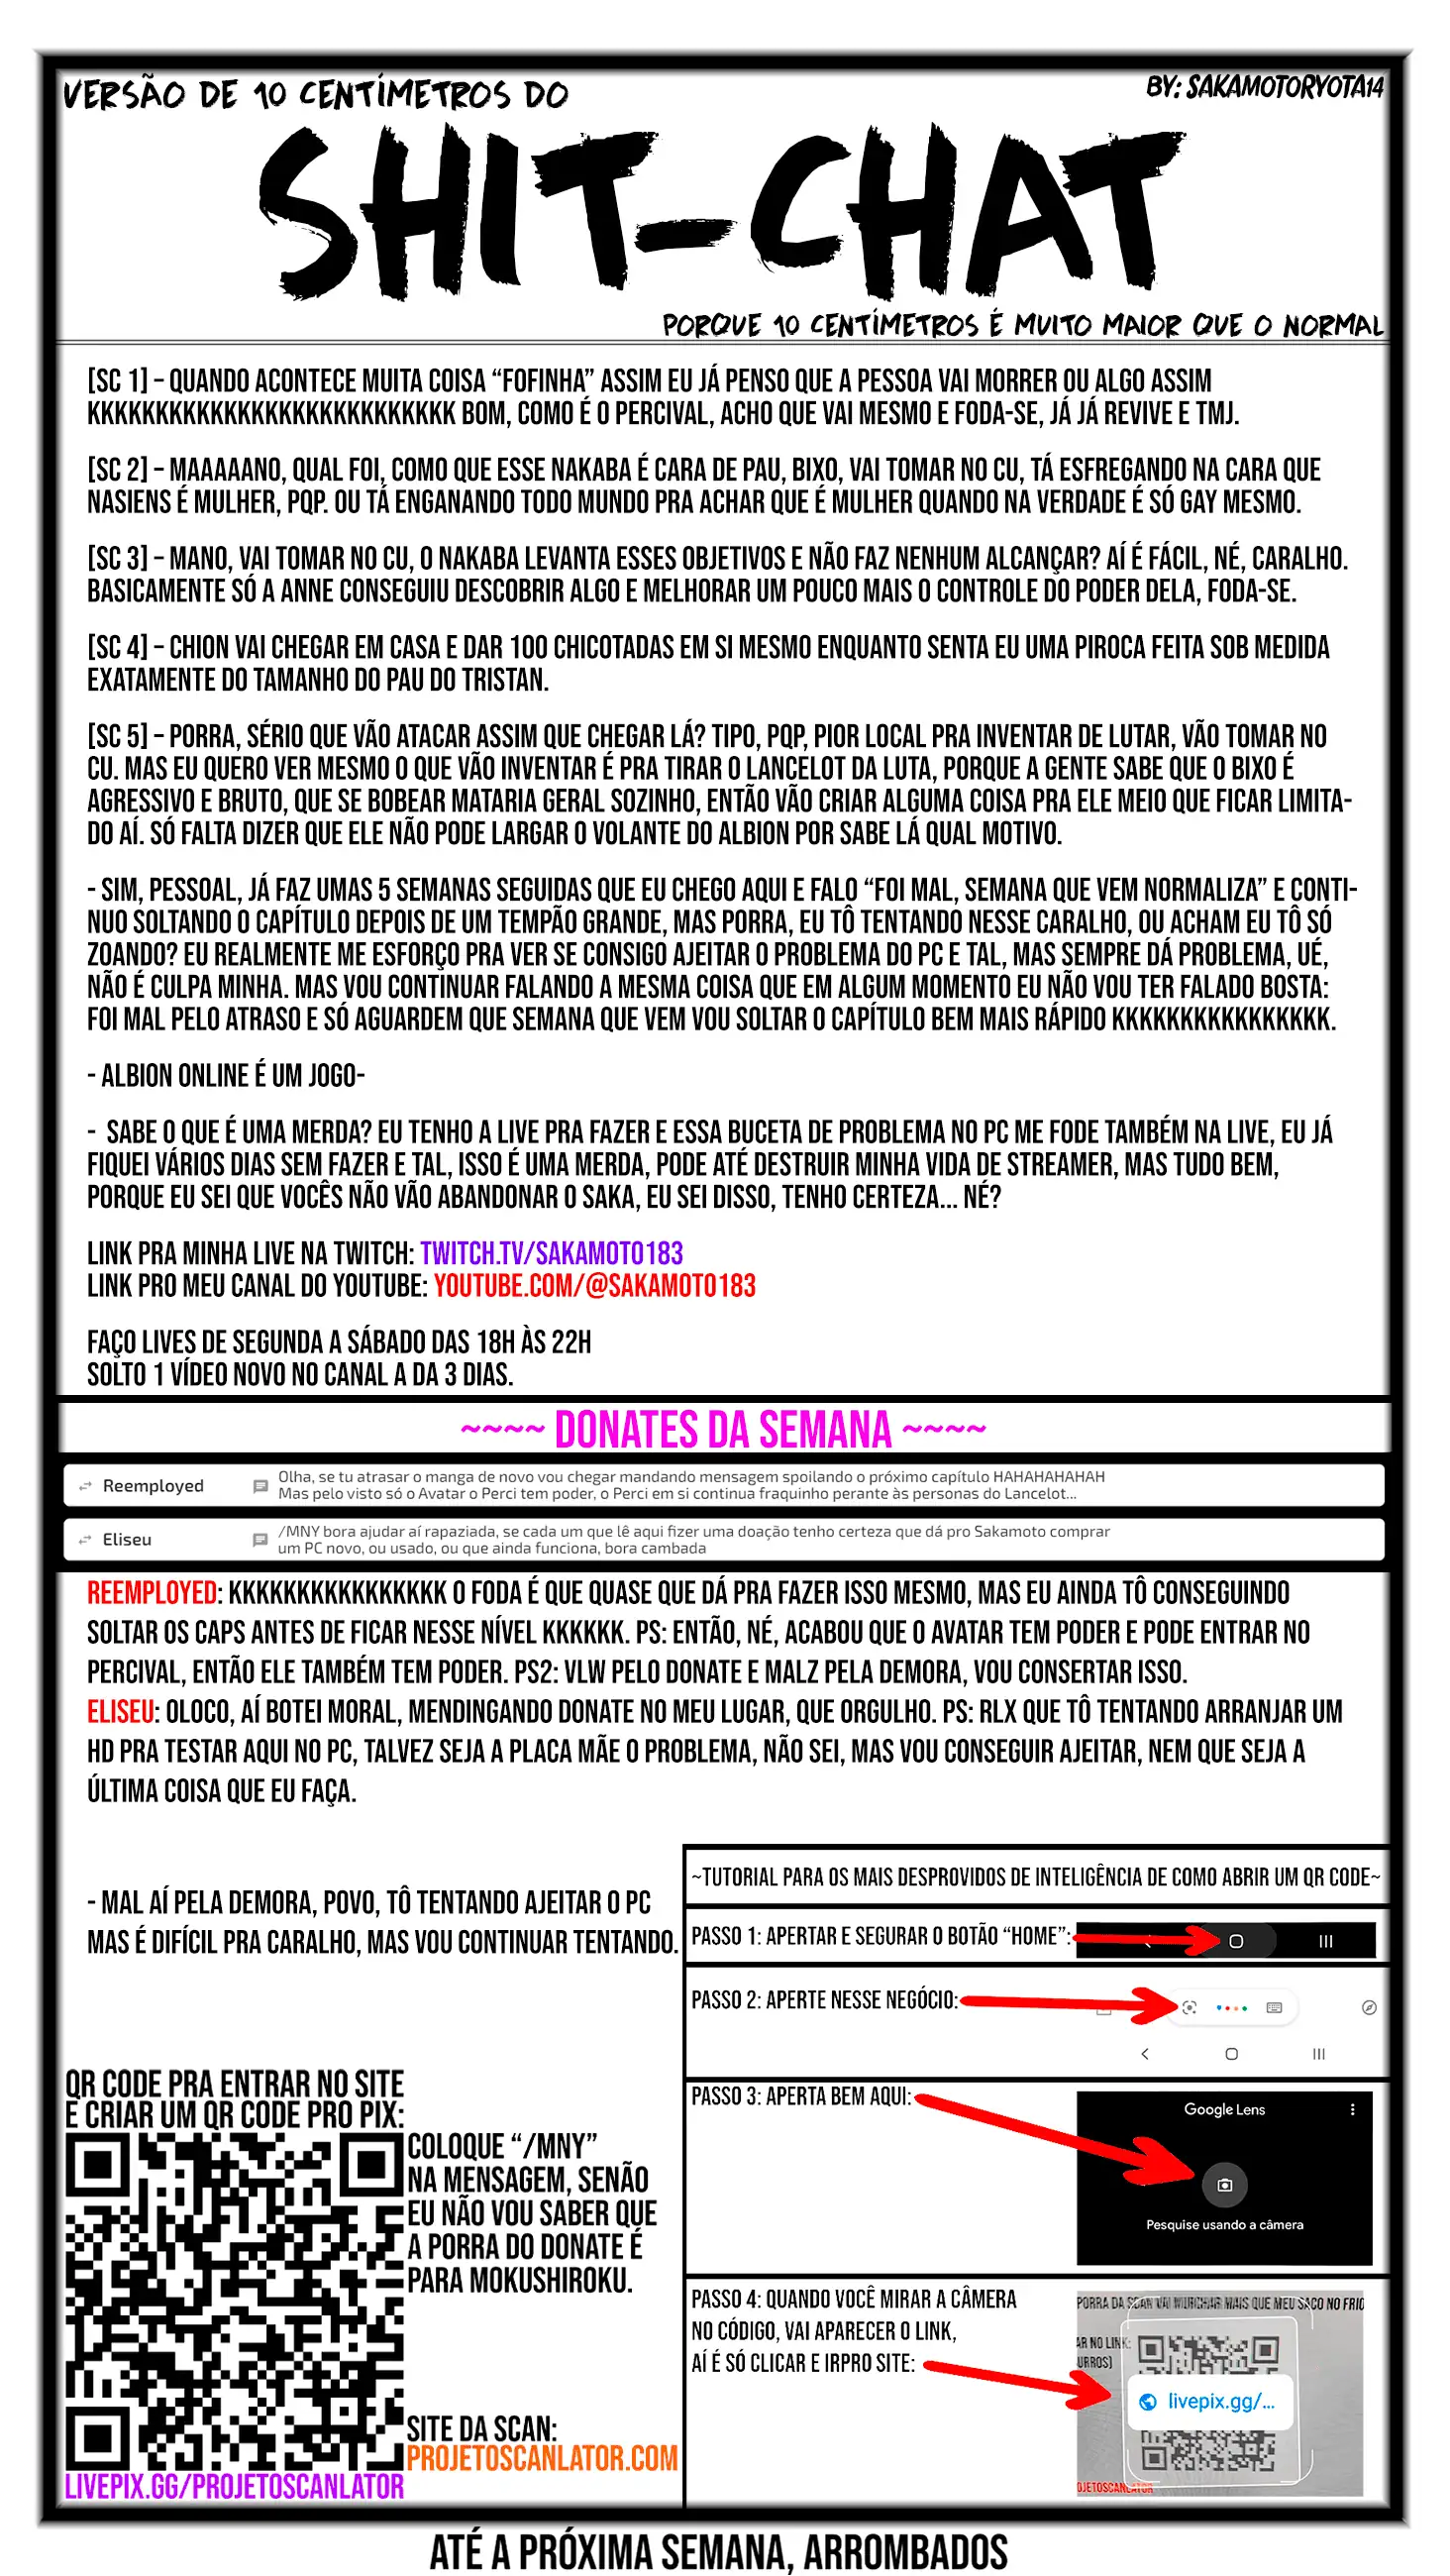 VERSÃO DE 10 CENTÍMETROS DO
BY: SAKAMOTORYOTA14
SHIT-CHAT
PORQUE 10 CENTÍMETROS É MUITO MAIOR QUE O NORMAL
[SC 1] – QUANDO ACONTECE MUITA COISA “FOFINHA” ASSIM EU JÁ PENSO QUE A PESSOA VAI MORRER OU ALGO ASSIM
KKKKKKKKKKKKKKKKKKKKKKKKKKK BOM, COMO É O PERCIVAL, ACHO QUE VAI MESMO E FODA-SE, JÁ JÁ REVIVE E TMJ.
[SC 2] – MAAAAANO, QUAL FOI, COMO QUE ESSE NAKABA É CARA DE PAU, BIXO, VAI TOMAR NO CU, TÁ ESFREGANDO NA CARA QUE
NASIENS É MULHER, PQP. OU TÁ ENGANANDO TODO MUNDO PRA ACHAR QUE É MULHER QUANDO NA VERDADE É SÓ GAY MESMO.
[SC 3] – MANO, VAI TOMAR NO CU, O NAKABA LEVANTA ESSES OBJETIVOS E NÃO FAZ NENHUM ALCANÇAR? AÍ É FÁCIL, NÉ, CARALHO.
BASICAMENTE SÓ A ANNE CONSEGUIU DESCOBRIR ALGO E MELHORAR UM POUCO MAIS O CONTROLE DO PODER DELA, FODA-SE.
[SC 4] – CHION VAI CHEGAR EM CASA E DAR 100 CHICOTADAS EM SI MESMO ENQUANTO SENTA EU UMA PIROCA FEITA SOB MEDIDA
EXATAMENTE DO TAMANHO DO PAU DO TRISTAN.
[SC 5] – PORRA, SÉRIO QUE VÃO ATACAR ASSIM QUE CHEGAR LÁ? TIPO, PQP, PIOR LOCAL PRA INVENTAR DE LUTAR, VÃO TOMAR NO
CU. MAS EU QUERO VER MESMO O QUE VÃO INVENTAR É PRA TIRAR O LANCELOT DA LUTA, PORQUE A GENTE SABE QUE O BIXO É
AGRESSIVO E BRUTO, QUE SE BOBEAR MATARIA GERAL SOZINHO, ENTÃO VÃO CRIAR ALGUMA COISA PRA ELE MEIO QUE FICAR LIMITA-
DO AÍ. SÓ FALTA DIZER QUE ELE NÃO PODE LARGAR O VOLANTE DO ALBION POR SABE LÁ QUAL MOTIVO.
- SIM, PESSOAL, JÁ FAZ UMAS 5 SEMANAS SEGUIDAS QUE EU CHEGO AQUI E FALO “FOI MAL, SEMANA QUE VEM NORMALIZA” E CONTI-
NUO SOLTANDO O CAPÍTULO DEPOIS DE UM TEMPÃO GRANDE, MAS PORRA, EU TÔ TENTANDO NESSE CARALHO, OU ACHAM EU TÔ SÓ
ZOANDO? EU REALMENTE ME ESFORÇO PRA VER SE CONSIGO AJEITAR O PROBLEMA DO PC E TAL, MAS SEMPRE DÁ PROBLEMA, UÉ,
NÃO É CULPA MINHA. MAS VOU CONTINUAR FALANDO A MESMA COISA QUE EM ALGUM MOMENTO EU NÃO VOU TER FALADO BOSTA:
FOI MAL PELO ATRASO E SÓ AGUARDEM QUE SEMANA QUE VEM VOU SOLTAR O CAPÍTULO BEM MAIS RÁPIDO KKKKKKKKKKKKKKKK.
- ALBION ONLINE É UM JOGO-
- SABE O QUE É UMA MERDA? EU TENHO A LIVE PRA FAZER E ESSA BUCETA DE PROBLEMA NO PC ME FODE TAMBÉM NA LIVE, EU JÁ
FIQUEI VÁRIOS DIAS SEM FAZER E TAL, ISSO É UMA MERDA, PODE ATÉ DESTRUIR MINHA VIDA DE STREAMER, MAS TUDO BEM,
PORQUE EU SEI QUE VOCÊS NÃO VÃO ABANDONAR O SAKA, EU SEI DISSO, TENHO CERTEZA... NÉ?
LINK PRA MINHA LIVE NA TWITCH: TWITCH.TV/SAKAMOTO183
LINK PRO MEU CANAL DO YOUTUBE: YOUTUBE.COM/@SAKAMOTO183
FAÇO LIVES DE SEGUNDA A SÁBADO DAS 18H ÀS 22H
SOLTO 1 VÍDEO NOVO NO CANAL A DA 3 DIAS.
~~~~ DONATES DA SEMANA ~~~~
Reemployed
Olha, se tu atrasar o manga de novo vou chegar mandando mensagem spoilando o próximo capítulo HAHAHAHAHAH
Mas pelo visto só o Avatar o Perci tem poder, o Perci em si continua fraquinho perante às personas do Lancelot...
Eliseu
/MNY bora ajudar aí rapaziada, se cada um que lê aqui fizer uma doação tenho certeza que dá pro Sakamoto comprar
um PC novo, ou usado, ou que ainda funciona, bora cambada
REEMPLOYED: KKKKKKKKKKKKKKKK O FODA É QUE QUASE QUE DÁ PRA FAZER ISSO MESMO, MAS EU AINDA TÔ CONSEGUINDO
SOLTAR OS CAPS ANTES DE FICAR NESSE NÍVEL KKKKKK. PS: ENTÃO, NÉ, ACABOU QUE O AVATAR TEM PODER E PODE ENTRAR NO
PERCIVAL, ENTÃO ELE TAMBÉM TEM PODER. PS2: VLW PELO DONATE E MALZ PELA DEMORA, VOU CONSERTAR ISSO.
ELISEU: OLOCO, AÍ BOTEI MORAL, MENDINGANDO DONATE NO MEU LUGAR, QUE ORGULHO. PS: RLX QUE TÔ TENTANDO ARRANJAR UM
HD PRA TESTAR AQUI NO PC, TALVEZ SEJA A PLACA MÃE O PROBLEMA, NÃO SEI, MAS VOU CONSEGUIR AJEITAR, NEM QUE SEJA A
ÚLTIMA COISA QUE EU FAÇA.
- MAL AÍ PELA DEMORA, POVO, TÔ TENTANDO AJEITAR O PC
MAS É DIFÍCIL PRA CARALHO, MAS VOU CONTINUAR TENTANDO.
QR CODE PRA ENTRAR NO SITE
E CRIAR UM QR CODE PRO PIX:
COLOQUE “/MNY”
NA MENSAGEM, SENÃO
EU NÃO VOU SABER QUE
A PORRA DO DONATE É
PARA MOKUSHIROKU.
SITE DA SCAN:
PROJETOSCANLATOR.COM
LIVEPIX.GG/PROJETOSCANLATOR
~TUTORIAL PARA OS MAIS DESPROVIDOS DE INTELIGÊNCIA DE COMO ABRIR UM QR CODE~
PASSO 1: APERTAR E SEGURAR O BOTÃO “HOME”:
PASSO 2: APERTE NESSE NEGÓCIO:
PASSO 3: APERTA BEM AQUI:
Google Lens
Pesquise usando a câmera
PASSO 4: QUANDO VOCÊ MIRAR A CÂMERA
NO CÓDIGO, VAI APARECER O LINK,
AÍ É SÓ CLICAR E IRPRO SITE:
PORRA DA SCAN VAI MURCHAR MAIS QUE MEU SACO NO FRIO
AR NO LINK:
URROS)
livepix.gg/...
OJETOSCANLATOR
ATÉ A PRÓXIMA SEMANA, ARROMBADOS